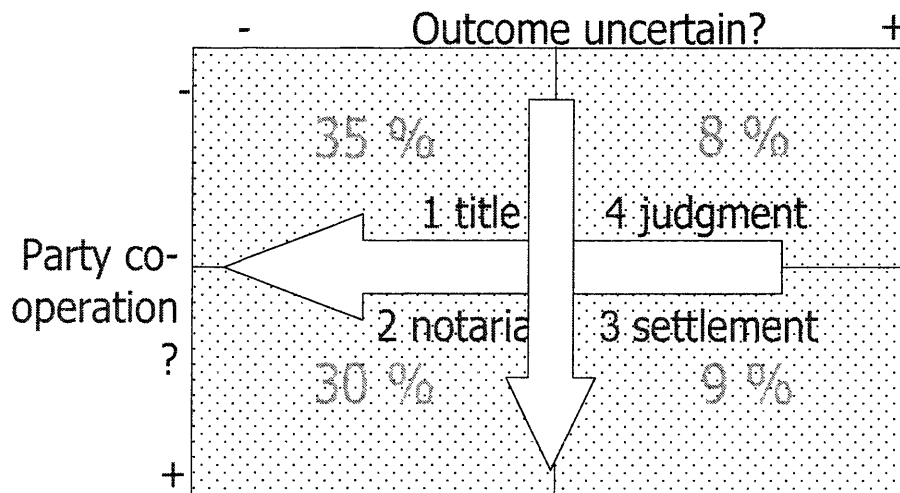 - Outcome uncertain? +
-
35 % 8 %
1 title 4 judgment
Party co-
operation
?
2 notaria 3 settlement
30 % 9 %
+